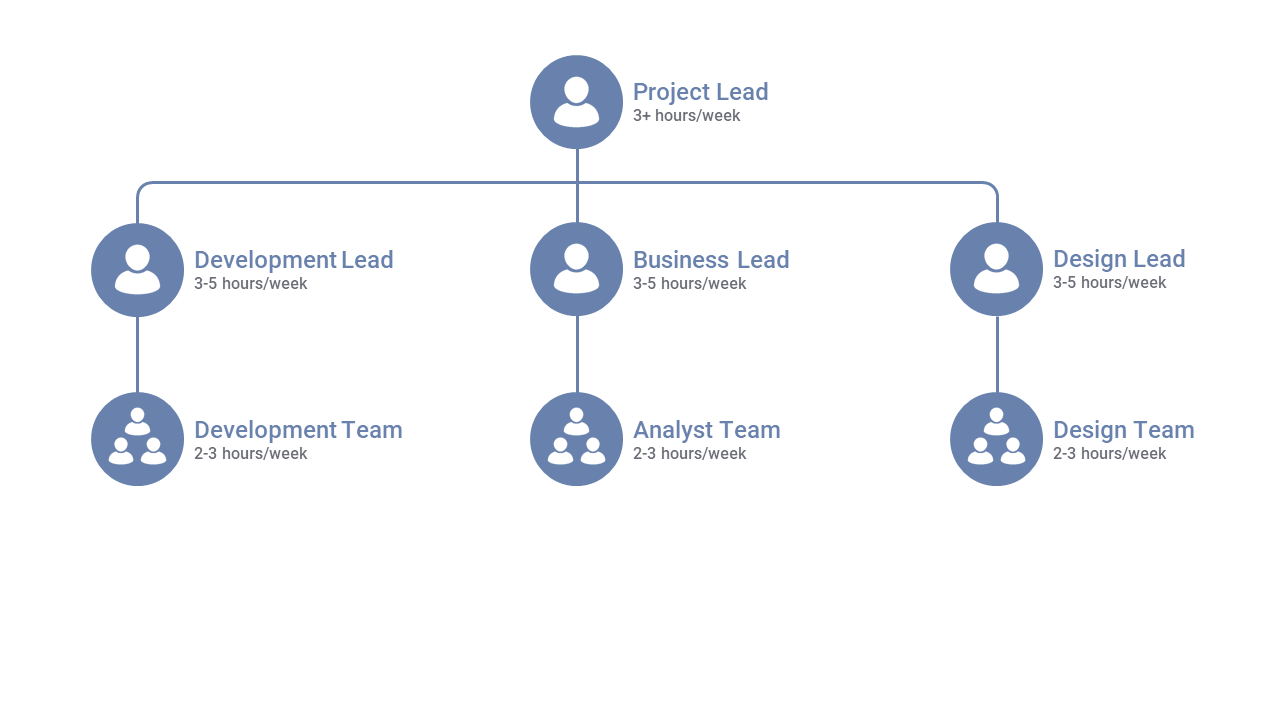 Project Lead
3+ hours/week
Development Lead
3-5 hours/week
Business Lead
3-5 hours/week
Design Lead
3-5 hours/week
Development Team
2-3 hours/week
Analyst Team
2-3 hours/week
Design Team
2-3 hours/week